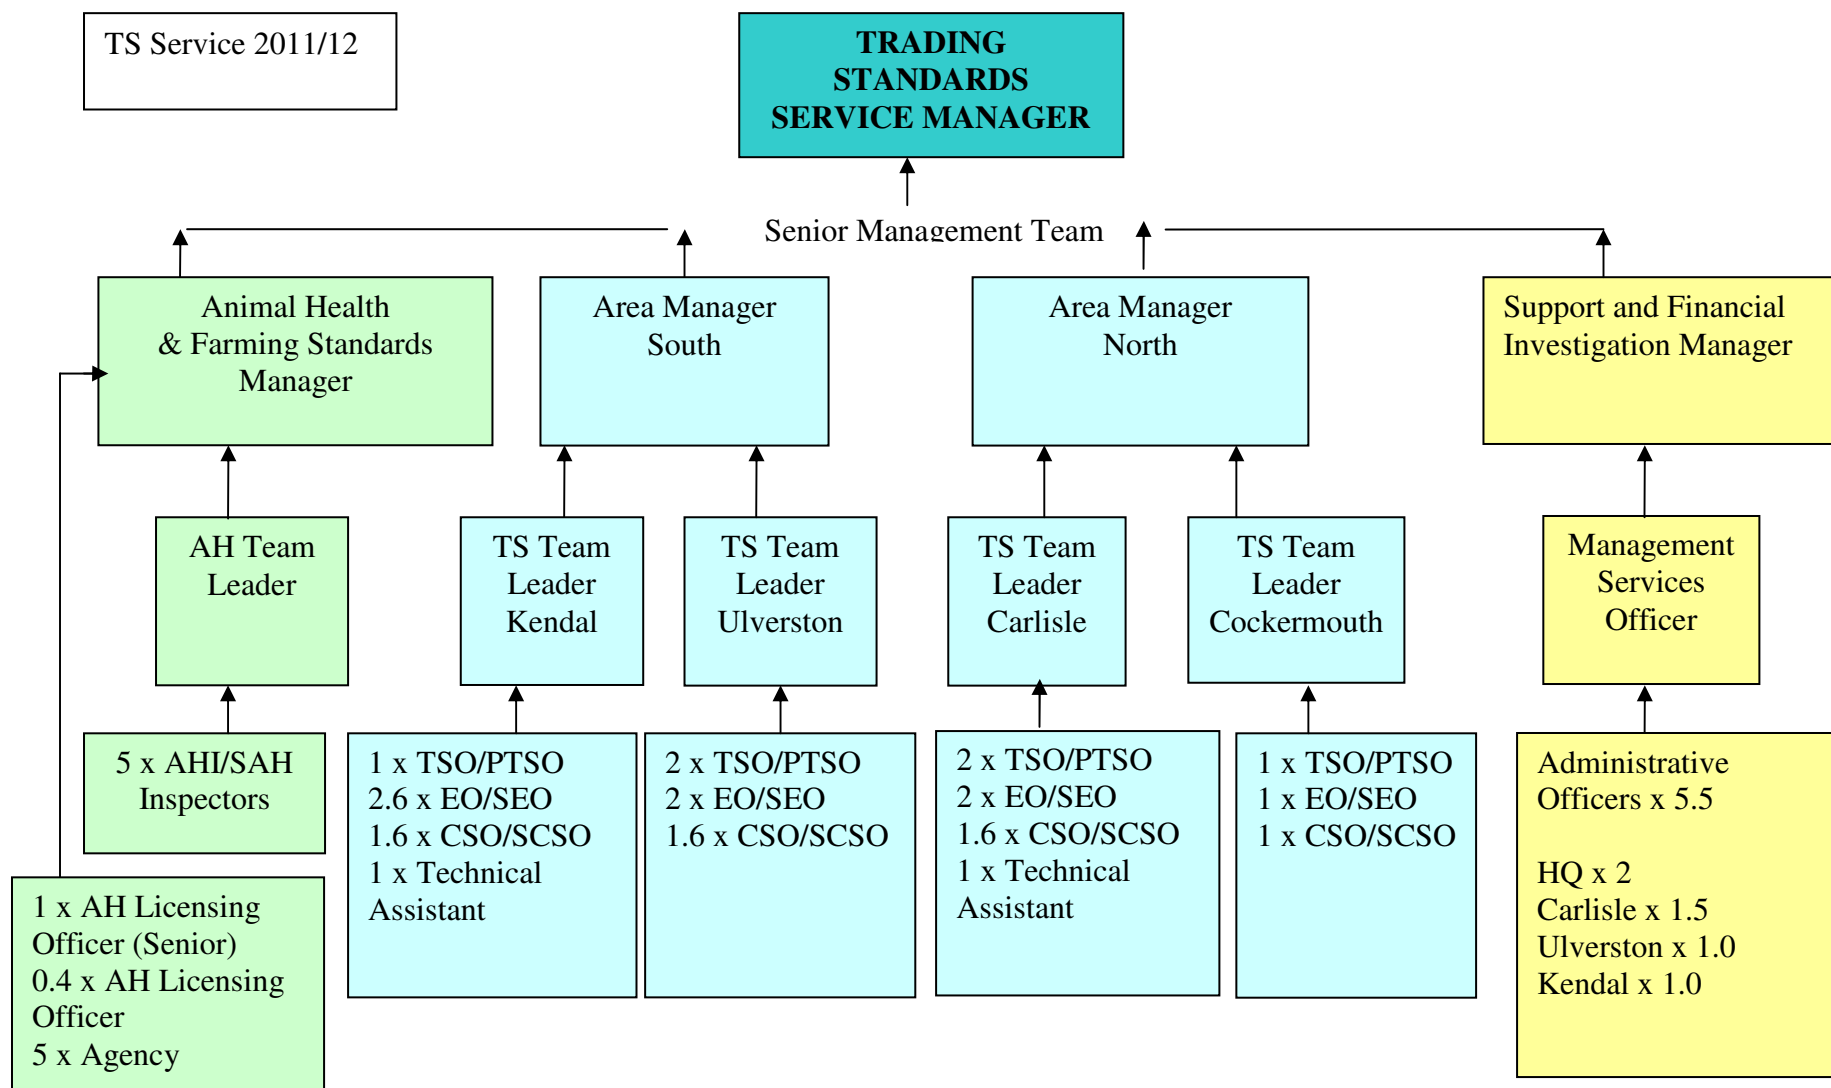 TS Service 2011/12
TRADING
STANDARDS
SERVICE MANAGER
Senior Management Team
Animal Health
& Farming Standards
Manager
Area Manager
South
Area Manager
North
Support and Financial
Investigation Manager
AH Team
Leader
TS Team
Leader
Kendal
TS Team
Leader
Ulverston
TS Team
Leader
Carlisle
TS Team
Leader
Cockermouth
Management
Services
Officer
5 x AHI/SAH
Inspectors
1 x TSO/PTSO
2.6 x EO/SEO
1.6 x CSO/SCSO
1 x Technical
Assistant
2 x TSO/PTSO
2 x EO/SEO
1.6 x CSO/SCSO
2 x TSO/PTSO
2 x EO/SEO
1.6 x CSO/SCSO
1 x Technical
Assistant
1 x TSO/PTSO
1 x EO/SEO
1 x CSO/SCSO
Administrative
Officers x 5.5
HQ x 2
Carlisle x 1.5
Ulverston x 1.0
Kendal x 1.0
1 x AH Licensing
Officer (Senior)
0.4 x AH Licensing
Officer
5 x Agency